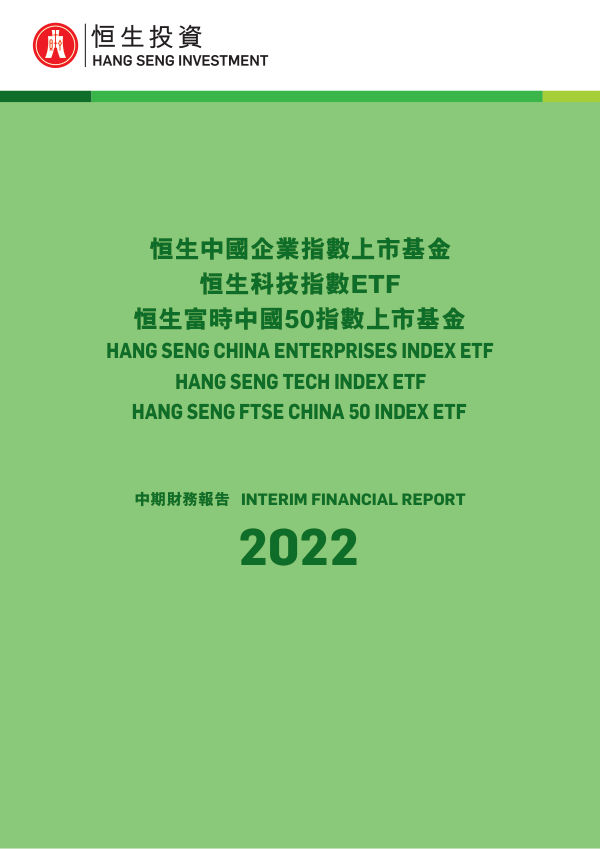 恒生投資
HANG SENG INVESTMENT
恒生中國企業指數上市基金
恒生科技指數ETF
恒生富時中國50指數上市基金
HANG SENG CHINA ENTERPRISES INDEX ETF
HANG SENG TECH INDEX ETF
HANG SENG FTSE CHINA 50 INDEX ETF
中期財務報告 INTERIM FINANCIAL REPORT
2022